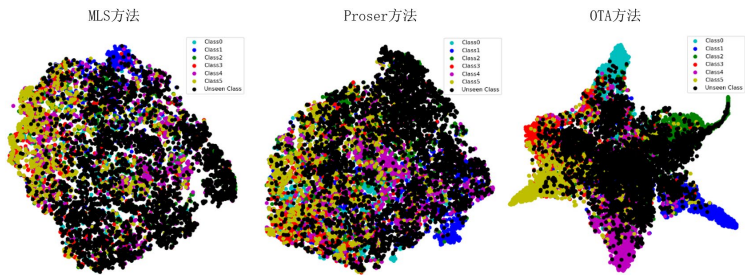 MLS方法
Class0
Class1
Class2
Class3
Class4
Class5
Unseen Class
Proser方法
Class0
Class1
Class2
Class3
Class4
Class5
Unseen Class
OTA方法
Class0
Class1
Class2
Class3
Class4
Class5
Unseen Class